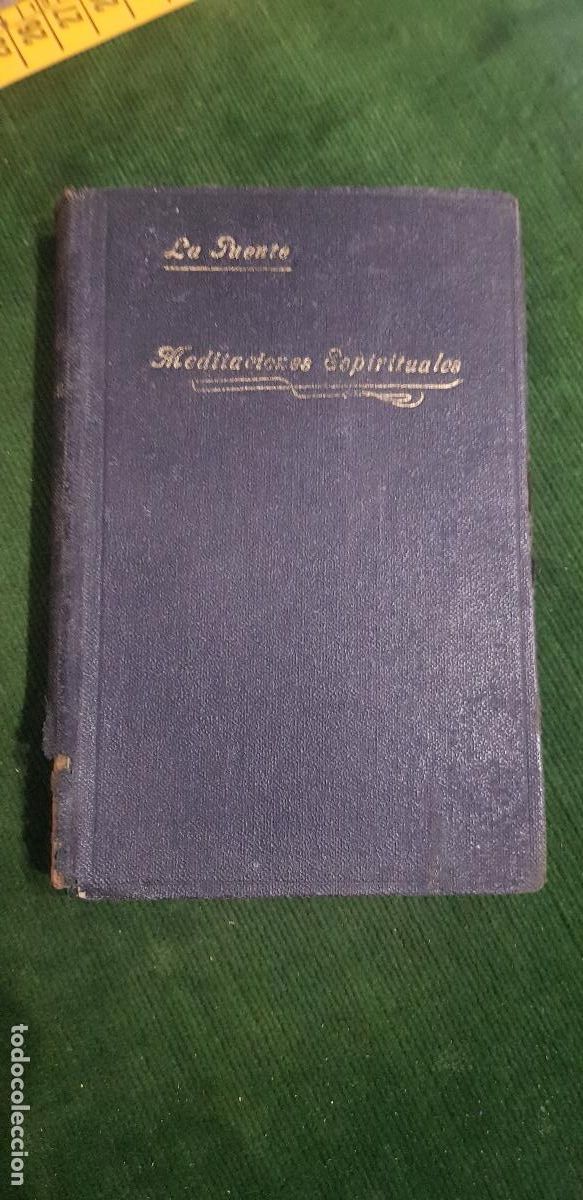 La Puente
Meditaciones Espirituales
todocoleccion